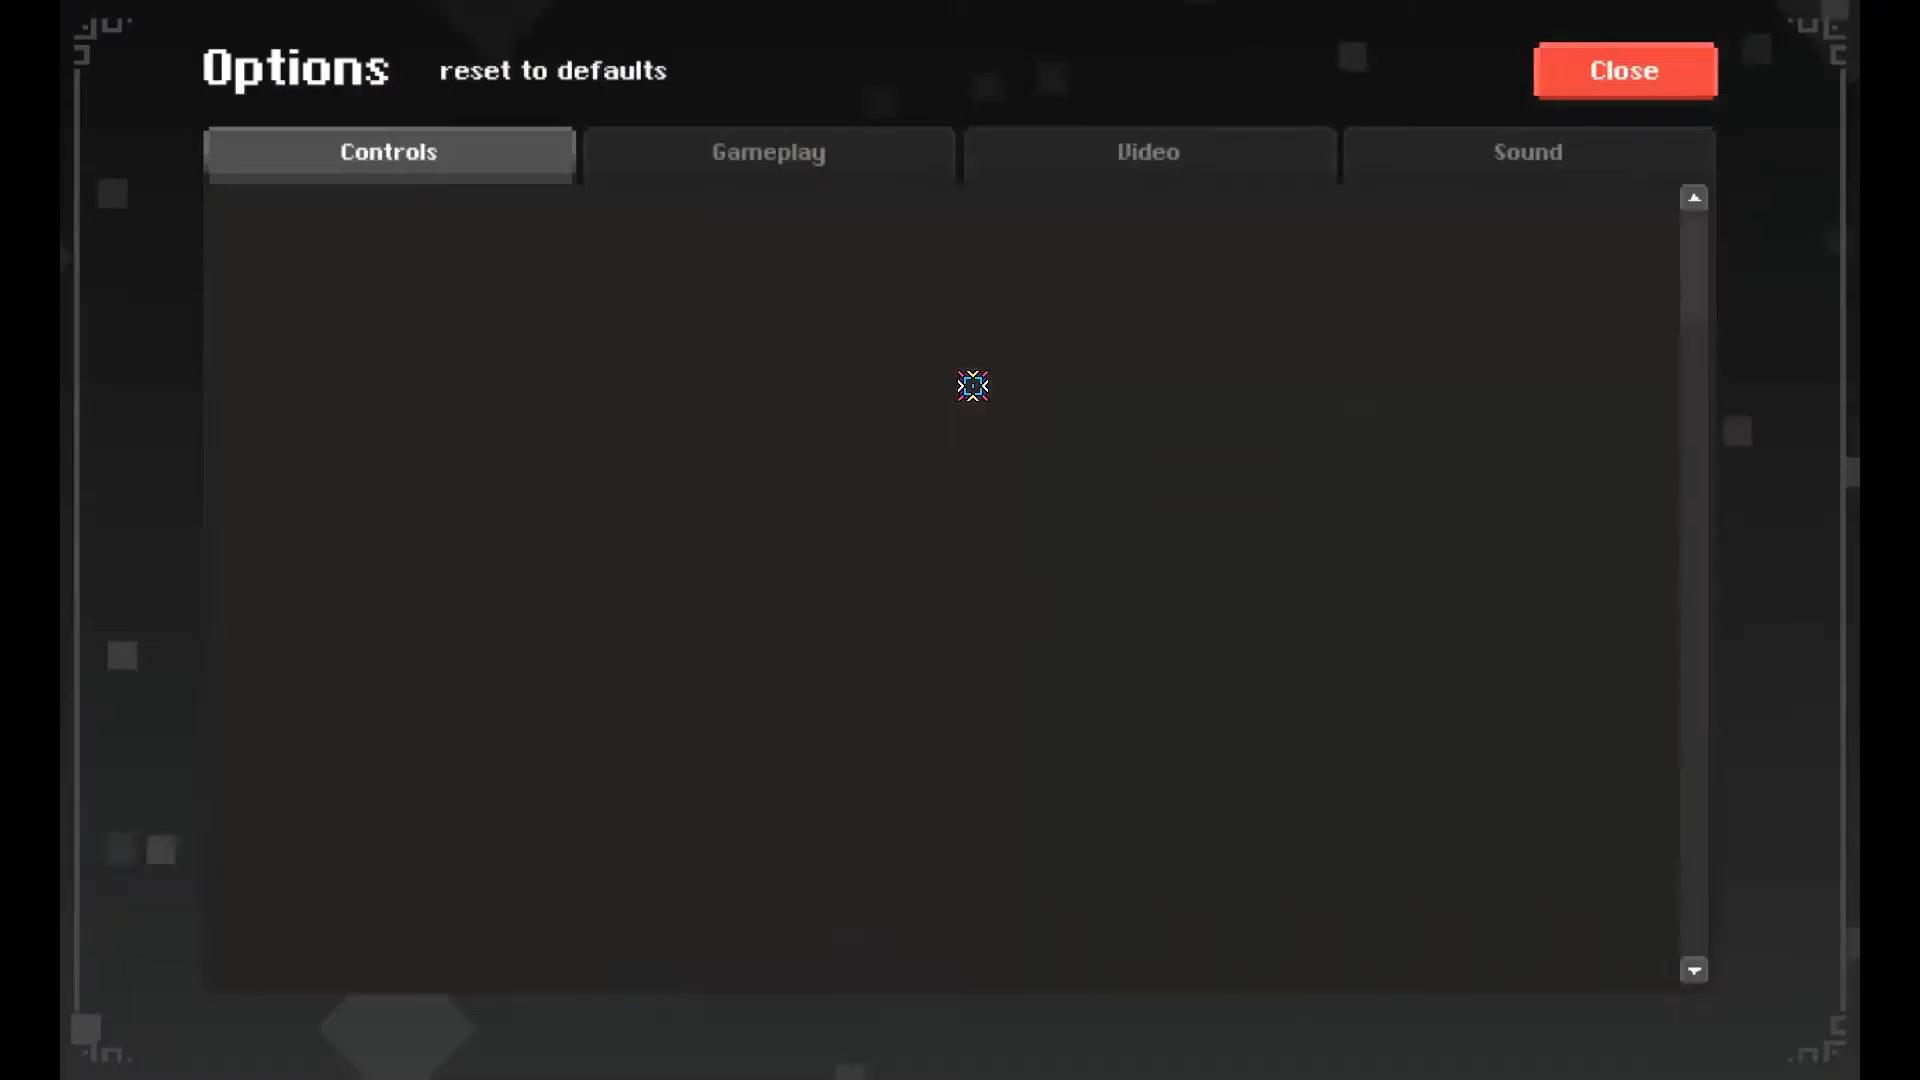 Options
reset to defaults
Close
Controls
Gameplay
Video
Sound